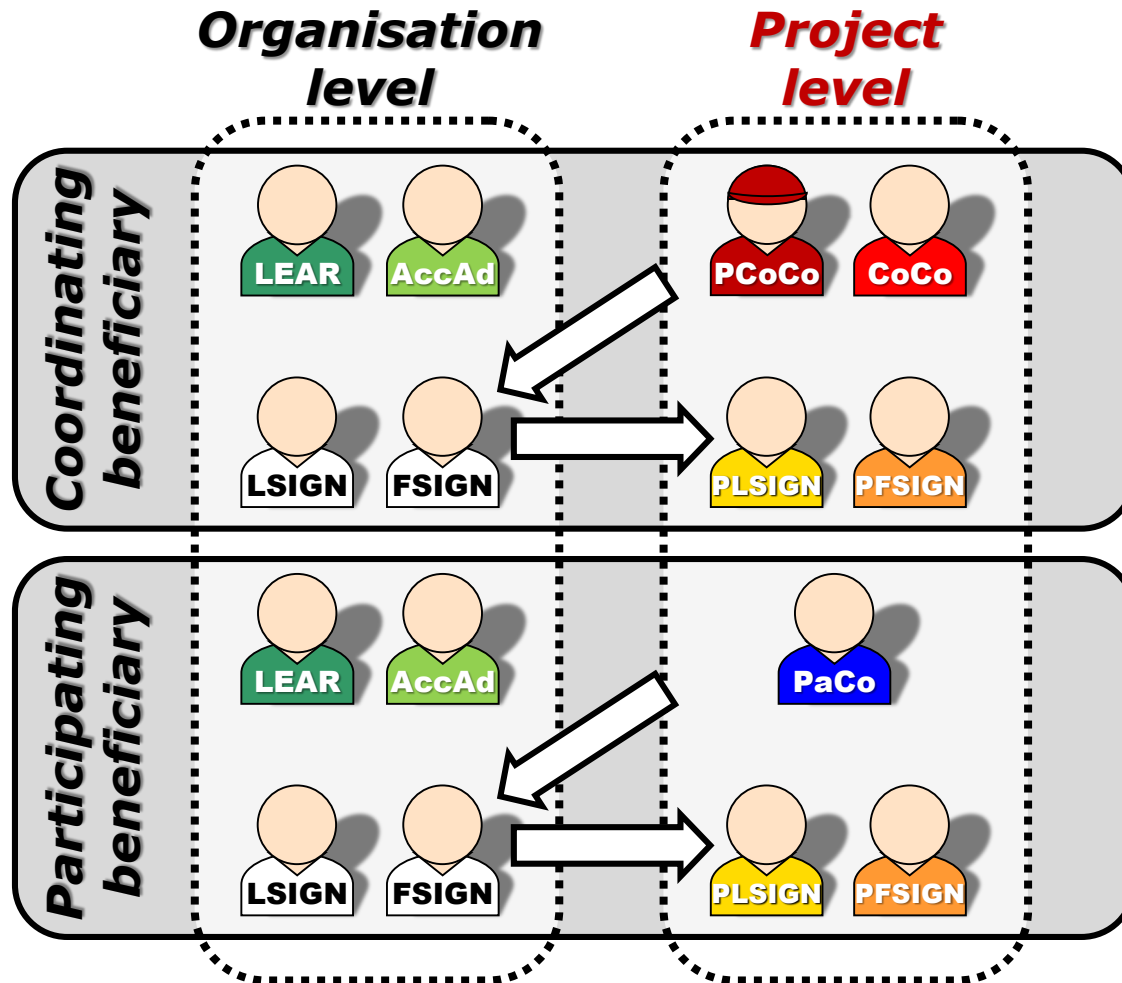 Organisation
level
Project
level
Coordinating
beneficiary
LEAR
AccAd
PCoCo
CoCo
LSIGN
FSIGN
PLSIGN
PFSIGN
Participating
beneficiary
LEAR
AccAd
PaCo
LSIGN
FSIGN
PLSIGN
PFSIGN